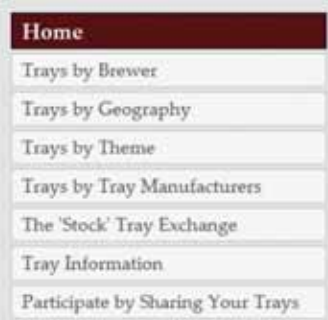 Home
Trays by Brewer
Trays by Geography
Trays by Theme
Trays by Tray Manufacturers
The 'Stock' Tray Exchange
Tray Information
Participate by Sharing Your Trays